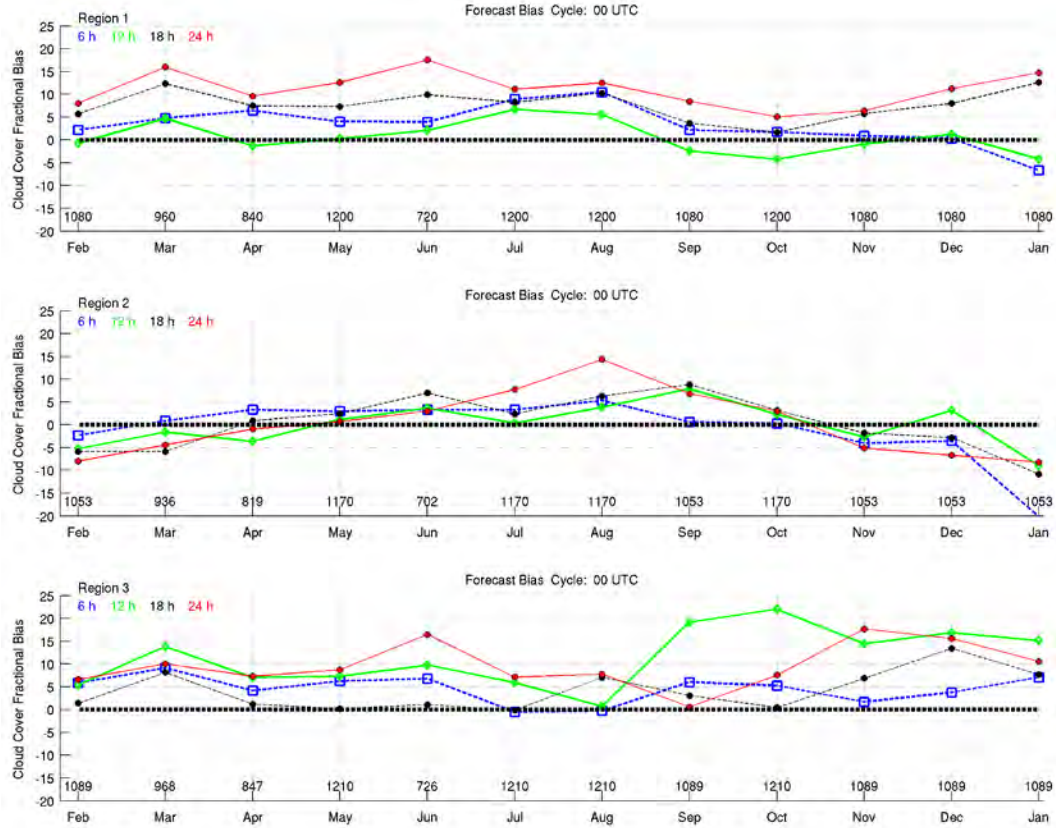 Forecast Bias Cycle: 00 UTC
Region 1
6 h 12 h 18 h 24 h
Cloud Cover Fractional Bias
25
20
15
10
5
0
-5
-10
-15
-20
1080 960 840 1200 720 1200 1200 1080 1200 1080 1080 1080
Feb Mar Apr May Jun Jul Aug Sep Oct Nov Dec Jan
Forecast Bias Cycle: 00 UTC
Region 2
6 h 12 h 18 h 24 h
Cloud Cover Fractional Bias
25
20
15
10
5
0
-5
-10
-15
-20
1053 936 819 1170 702 1170 1170 1053 1170 1053 1053 1053
Feb Mar Apr May Jun Jul Aug Sep Oct Nov Dec Jan
Forecast Bias Cycle: 00 UTC
Region 3
6 h 12 h 18 h 24 h
Cloud Cover Fractional Bias
25
20
15
10
5
0
-5
-10
-15
-20
1089 968 847 1210 726 1210 1210 1089 1210 1089 1089 1089
Feb Mar Apr May Jun Jul Aug Sep Oct Nov Dec Jan